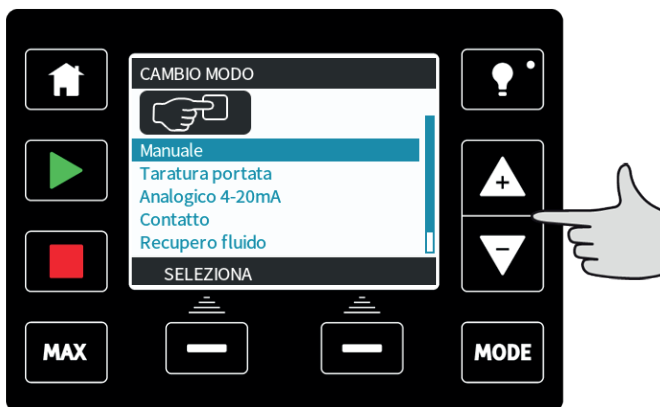 CAMBIO MODO
Manuale
Taratura portata
Analogico 4-20mA
Contatto
Recupero fluido
SELEZIONA
+
−
MAX
MODE